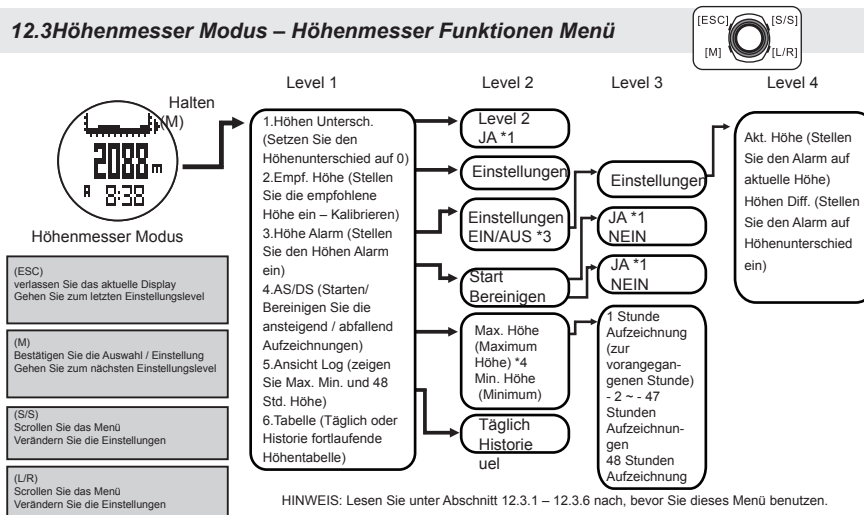 12.3Höhenmesser Modus – Höhenmesser Funktionen Menü
[ESC]
[S/S]
[M]
[L/R]
Level 1
Level 2
Level 3
Level 4
Halten
(M)
2088 m
A 8:38
Höhenmesser Modus
(ESC)
verlassen Sie das aktuelle Display
Gehen Sie zum letzten Einstellungslevel
(M)
Bestätigen Sie die Auswahl / Einstellung
Gehen Sie zum nächsten Einstellungslevel
(S/S)
Scrollen Sie das Menü
Verändern Sie die Einstellungen
(L/R)
Scrollen Sie das Menü
Verändern Sie die Einstellungen
1.Höhen Untersch.
(Setzen Sie den
Höhenunterschied auf 0)
2.Empf. Höhe (Stellen
Sie die empfohlene
Höhe ein – Kalibrieren)
3.Höhe Alarm (Stellen
Sie den Höhen Alarm
ein)
4.AS/DS (Starten/
Bereinigen Sie die
ansteigend / abfallend
Aufzeichnungen)
5.Ansicht Log (zeigen
Sie Max. Min. und 48
Std. Höhe)
6.Tabelle (Täglich oder
Historie fortlaufende
Höhentabelle)
Level 2
JA *1
Einstellungen
Einstellungen
EIN/AUS *3
Start
Bereinigen
Max. Höhe
(Maximum
Höhe) *4
Min. Höhe
(Minimum)
Täglich
Historie
uel
Einstellungen
JA *1
NEIN
JA *1
NEIN
1 Stunde
Aufzeichnung
(zur
vorangegan-
genen Stunde)
- 2 ~ - 47
Stunden
Aufzeichnun-
gen
48 Stunden
Aufzeichnung
Akt. Höhe (Stellen
Sie den Alarm auf
aktuelle Höhe)
Höhen Diff. (Stellen
Sie den Alarm auf
Höhenunterschied
ein)
HINWEIS: Lesen Sie unter Abschnitt 12.3.1 – 12.3.6 nach, bevor Sie dieses Menü benutzen.